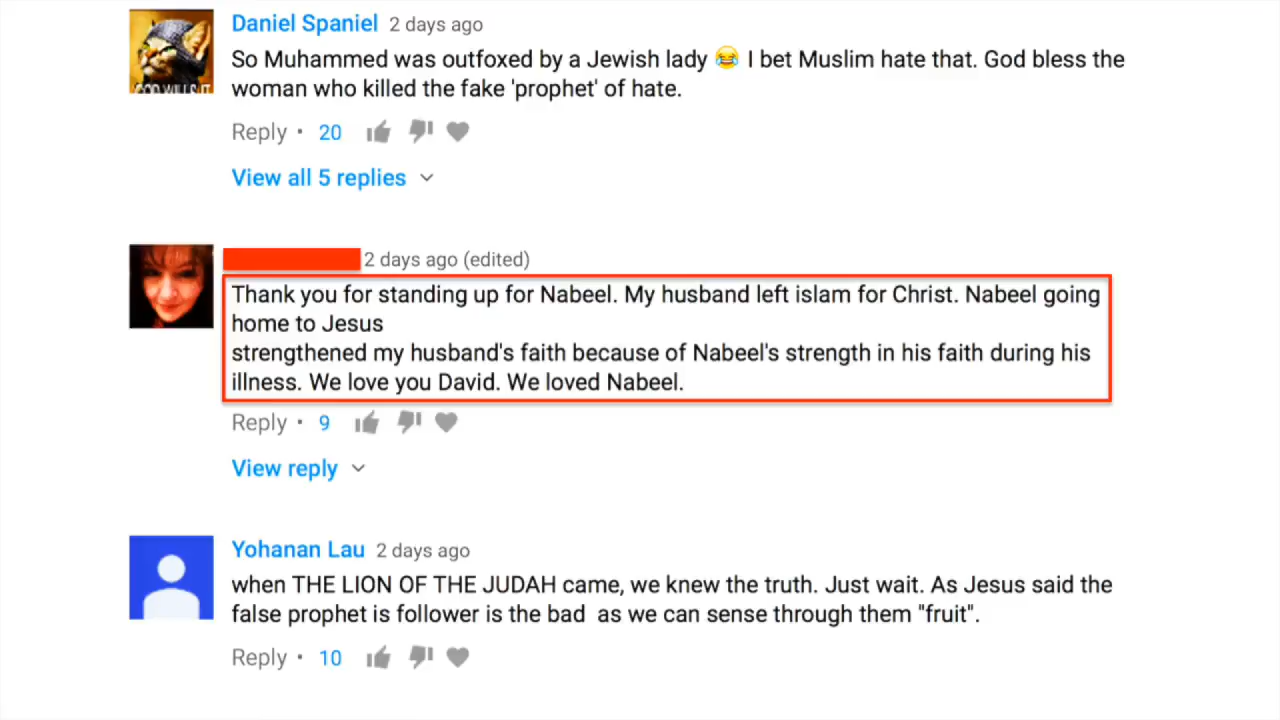 Daniel Spaniel 2 days ago
So Muhammed was outfoxed by a Jewish lady 😂 I bet Muslim hate that. God bless the
woman who killed the fake 'prophet' of hate.
Reply • 20
View all 5 replies
2 days ago (edited)
Thank you for standing up for Nabeel. My husband left islam for Christ. Nabeel going
home to Jesus
strengthened my husband's faith because of Nabeel's strength in his faith during his
illness. We love you David. We loved Nabeel.
Reply • 9
View reply
Yohanan Lau 2 days ago
when THE LION OF THE JUDAH came, we knew the truth. Just wait. As Jesus said the
false prophet is follower is the bad as we can sense through them "fruit".
Reply • 10